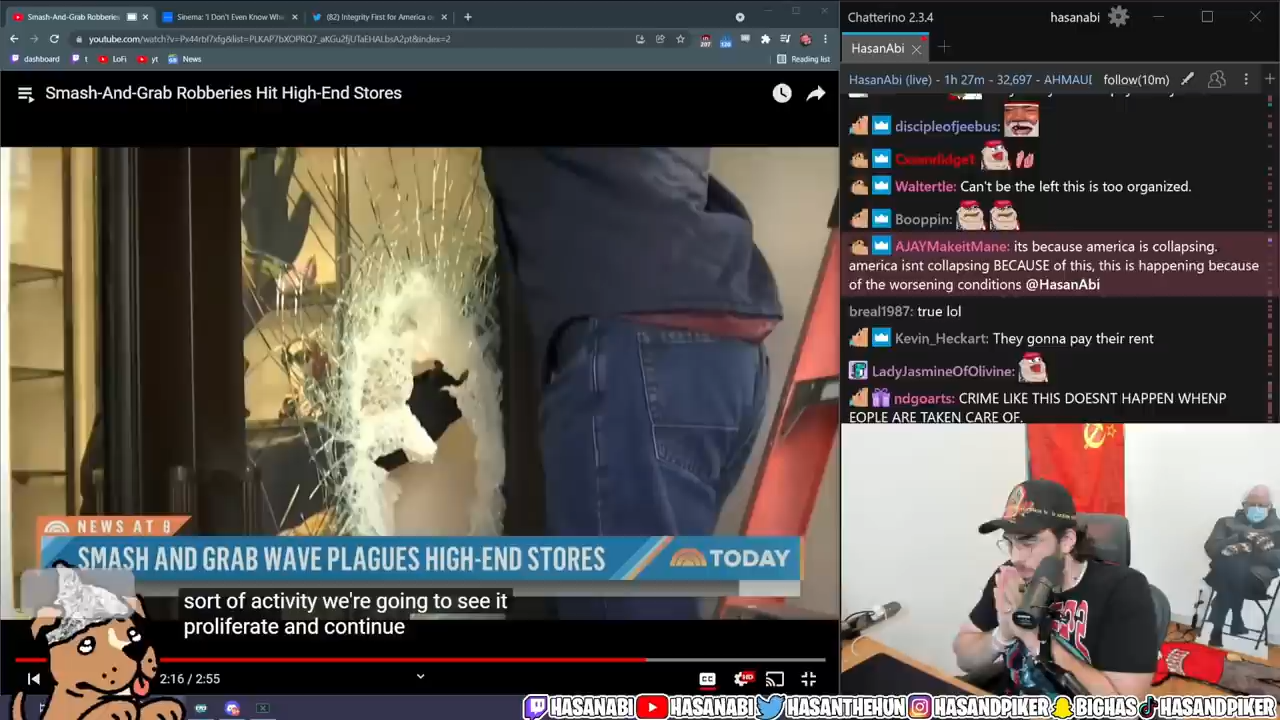 Smash-And-Grab Robberies
Sinema: 'I Don't Even Know Wh
(82) Integrity First for America o
youtube.com/watch?v=Px44rbf7xfg&list=PLKAP7bXOPRQ7_aKGu2fjUTaEHALbsA2pt&index=2
dashboard
t
LoFi
yt
News
Reading list
Smash-And-Grab Robberies Hit High-End Stores
NEWS AT 8
SMASH AND GRAB WAVE PLAGUES HIGH-END STORES
TODAY
sort of activity we're going to see it
proliferate and continue
2:16 / 2:55
CC
HD
Chatterino 2.3.4
hasanabi
HasanAbi
HasanAbi (live) - 1h 27m - 32,697 - AHMAUI
follow(10m)
discipleofjeebus:
Waltertle: Can't be the left this is too organized.
Booppin:
AJAYMakeitMane: its because america is collapsing.
america isnt collapsing BECAUSE of this, this is happening because
of the worsening conditions @HasanAbi
breal1987: true lol
Kevin_Heckart: They gonna pay their rent
LadyJasmineOfOlivine:
ndgoarts: CRIME LIKE THIS DOESNT HAPPEN WHENP
EOPLE ARE TAKEN CARE OF.
HASANABI
HASANABI
HASANTHEHUN
HASANDPIKER
BIGHAS
HASANDPIKER